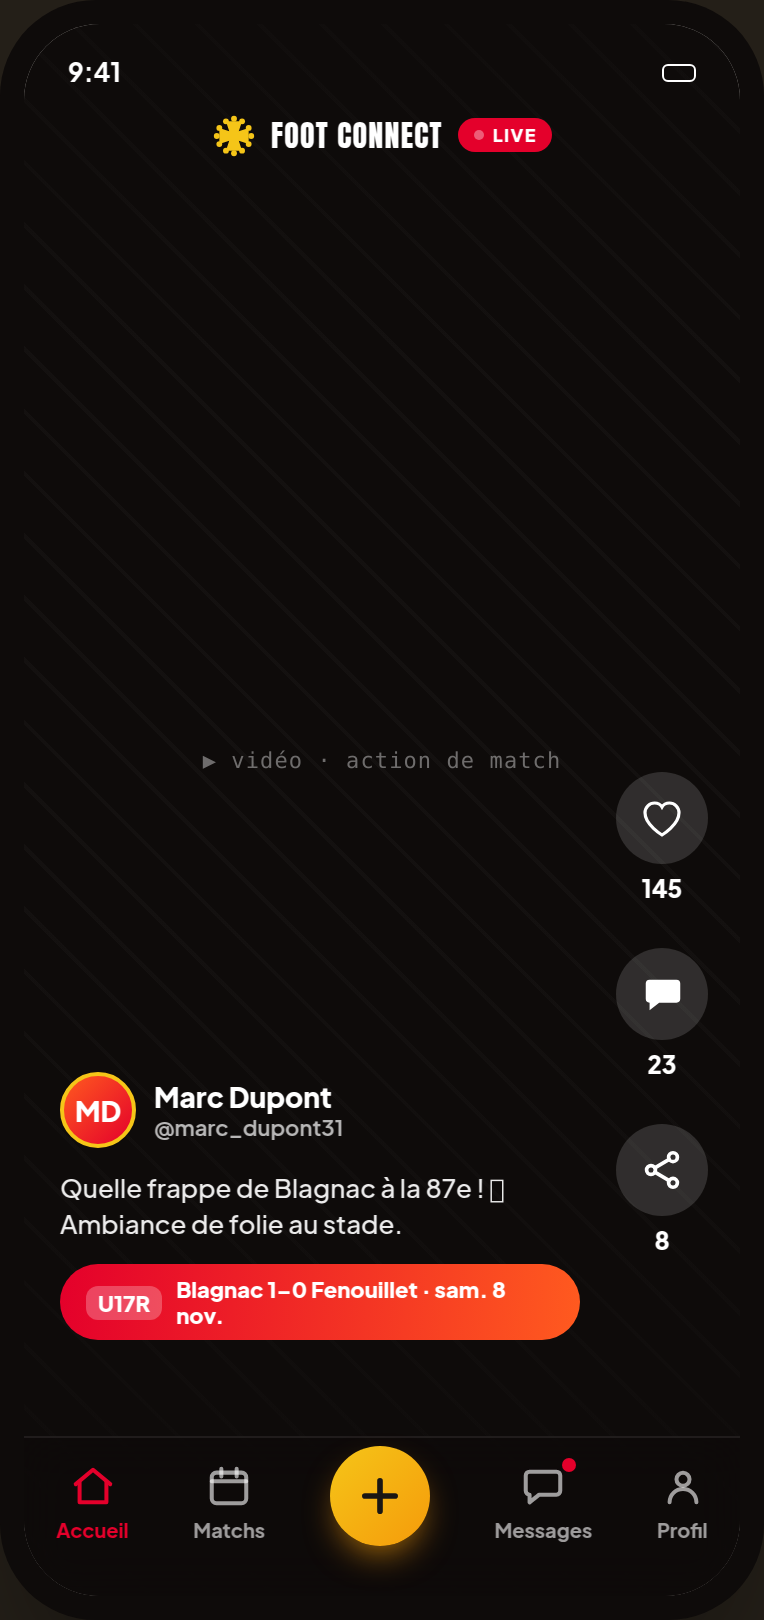 9:41
FOOT CONNECT
LIVE
▶ vidéo · action de match
145
23
MD
Marc Dupont
@marc_dupont31
Quelle frappe de Blagnac à la 87e !
Ambiance de folie au stade.
8
U17R
Blagnac 1–0 Fenouillet · sam. 8
nov.
Accueil
Matchs
Messages
Profil